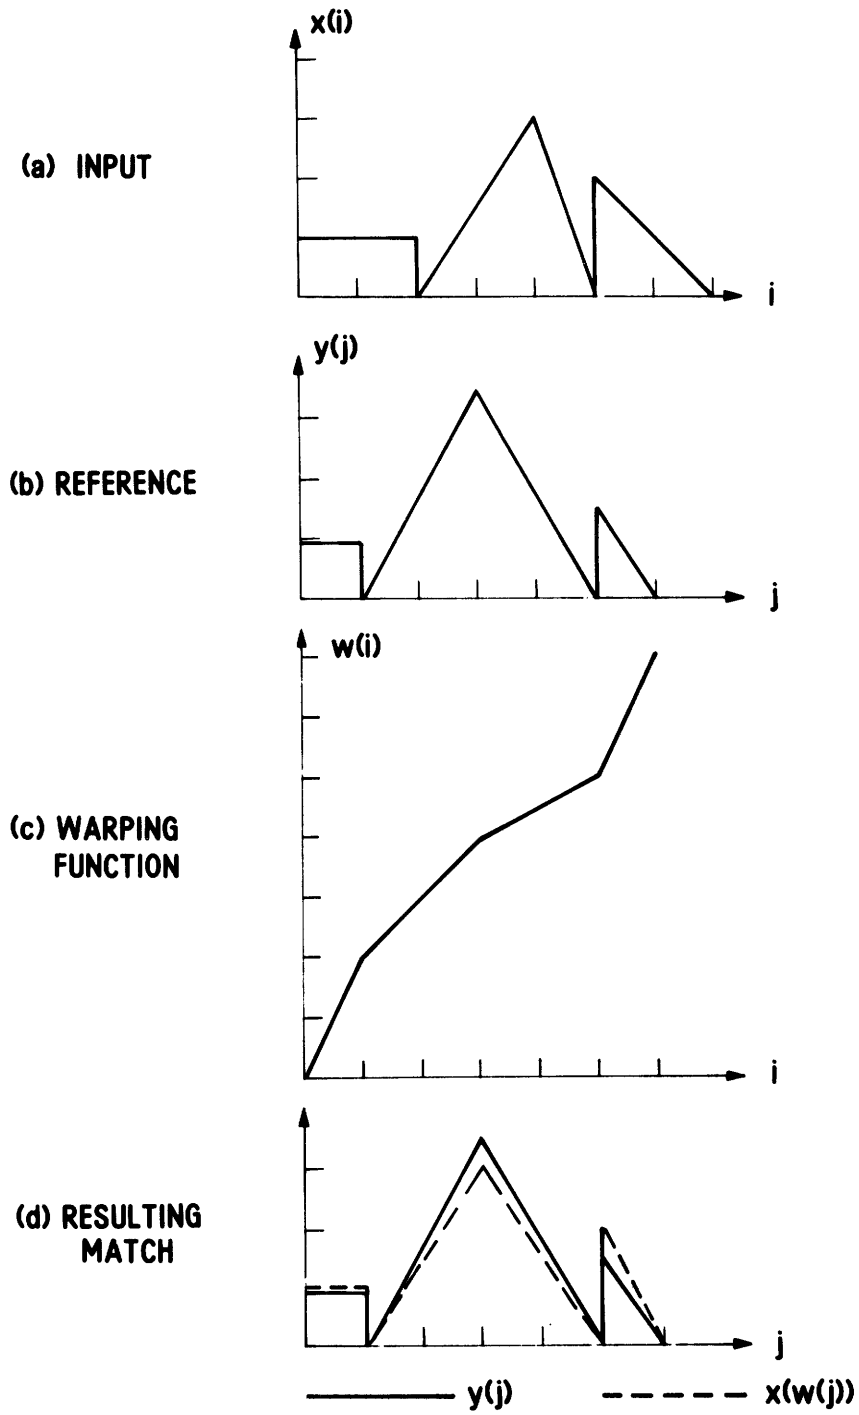 x(i)
(a) INPUT
i
y(j)
(b) REFERENCE
j
w(i)
(c) WARPING
FUNCTION
i
(d) RESULTING
MATCH
j
y(j)
x(w(j))